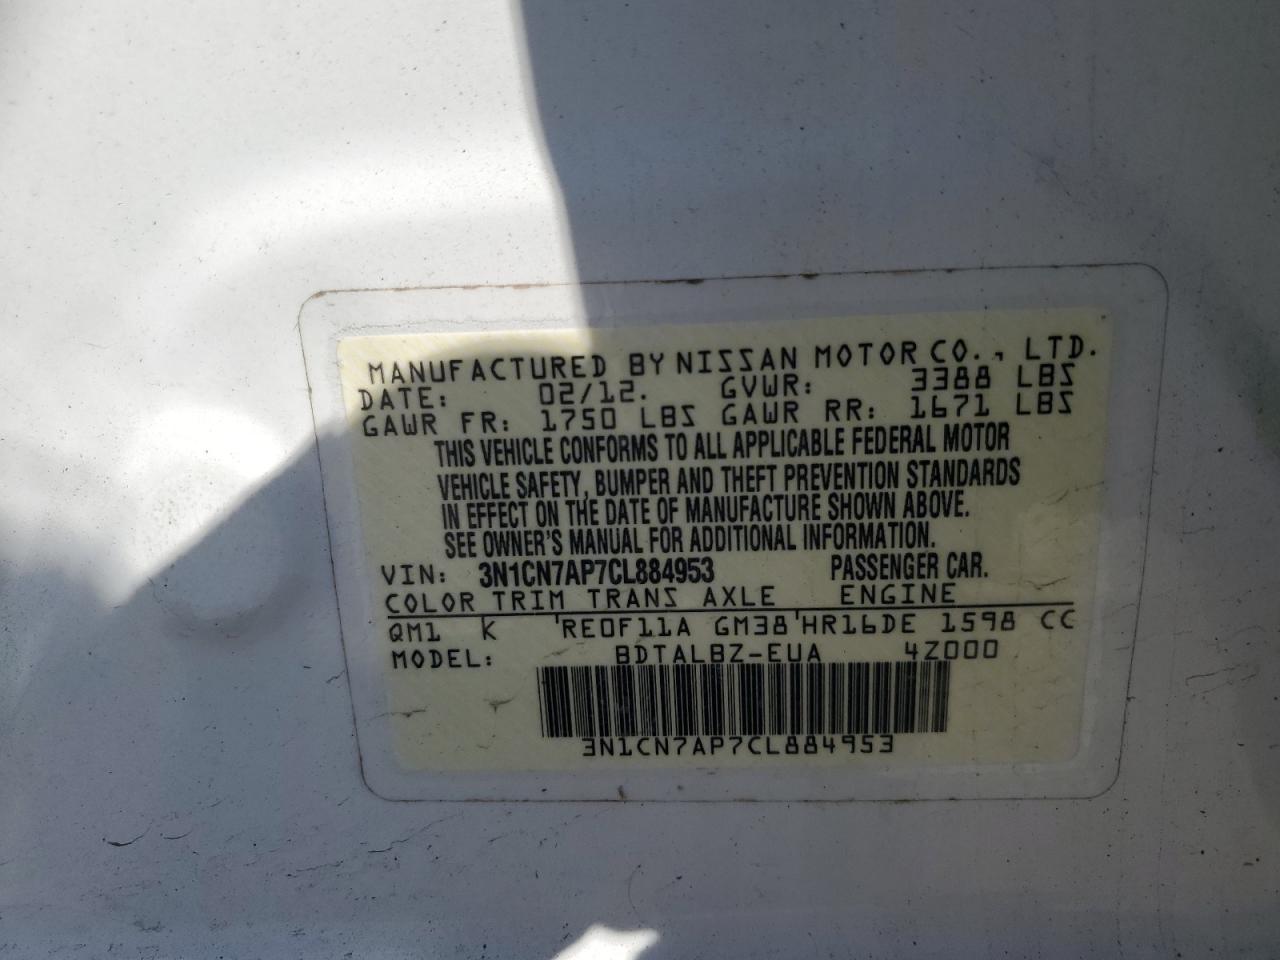 MANUFACTURED BY NISSAN MOTOR CO., LTD.
DATE: 02/12. GVWR: 3388 LBS
GAWR FR: 1750 LBS GAWR RR: 1671 LBS
THIS VEHICLE CONFORMS TO ALL APPLICABLE FEDERAL MOTOR
VEHICLE SAFETY, BUMPER AND THEFT PREVENTION STANDARDS
IN EFFECT ON THE DATE OF MANUFACTURE SHOWN ABOVE.
SEE OWNER'S MANUAL FOR ADDITIONAL INFORMATION.
VIN: 3N1CN7AP7CL884953 PASSENGER CAR.
COLOR TRIM TRANS AXLE ENGINE
QM1 K 'RE0F11A GM38'HR16DE 1598 CC
MODEL: BDTALBZ-EUA 4Z000
3N1CN7AP7CL884953